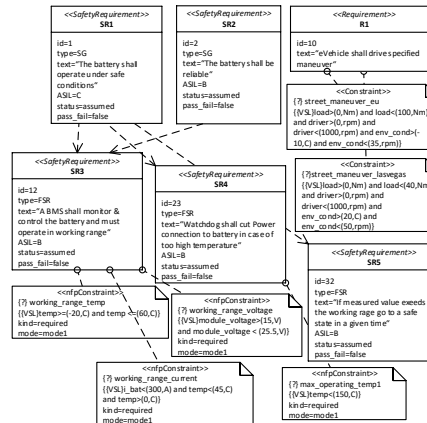 <<SafetyRequirement>>
SR1
id=1
type=SG
text="The battery shall
operate under safe
conditions"
ASIL=C
status=assumed
pass_fail=false
<<SafetyRequirement>>
SR2
id=2
type=SG
text="The battery shall be
reliable"
ASIL=B
status=assumed
pass_fail=false
<<Requirement>>
R1
id=10
text="eVehicle shall drive specified
maneuver"
<<Constraint>>
{?} street_maneuver_eu
{{VSL}load>(0,Nm) and load<(100,Nm)
and driver>(0,rpm) and
driver<(1000,rpm) and env_cond>(-
10,C) and env_cond<(35,rpm)}
<<Constraint>>
{?}street_maneuver_lasvegas
{{VSL}load>(0,Nm) and load<(40,Nm)
and driver>(0,rpm) and
driver<(1000,rpm) and
env_cond>(20,C) and
env_cond<(50,rpm)}
<<SafetyRequirement>>
SR3
id=12
type=FSR
text="A BMS shall monitor &
control the battery and must
operate in working range"
ASIL=B
status=assumed
pass_fail=false
<<SafetyRequirement>>
SR4
id=23
type=FSR
text="Watchdog shall cut Power
connection to battery in case of
too high temperature"
ASIL=B
status=assumed
pass_fail=false
<<SafetyRequirement>>
SR5
id=32
type=FSR
text="If measured value exceeds
the working rage go to a safe
state in a given time"
ASIL=B
status=assumed
pass_fail=false
<<nfpConstraint>>
{?} working_range_temp
{{VSL}temp>=(-20,C) and temp <=(60,C)}
kind=required
mode=mode1
<<nfpConstraint>>
{?} working_range_voltage
{{VSL}module_voltage>(15,V)
and module_voltage < (25.5,V)}
kind=required
mode=mode1
<<nfpConstraint>>
{?} working_range_current
{{VSL}i_bat<(300,A) and temp<(45,C)
and temp>(0,C)}
kind=required
mode=mode1
<<nfpConstraint>>
{?} max_operating_temp1
{{VSL}temp<(150,C)}
kind=required
mode=mode1